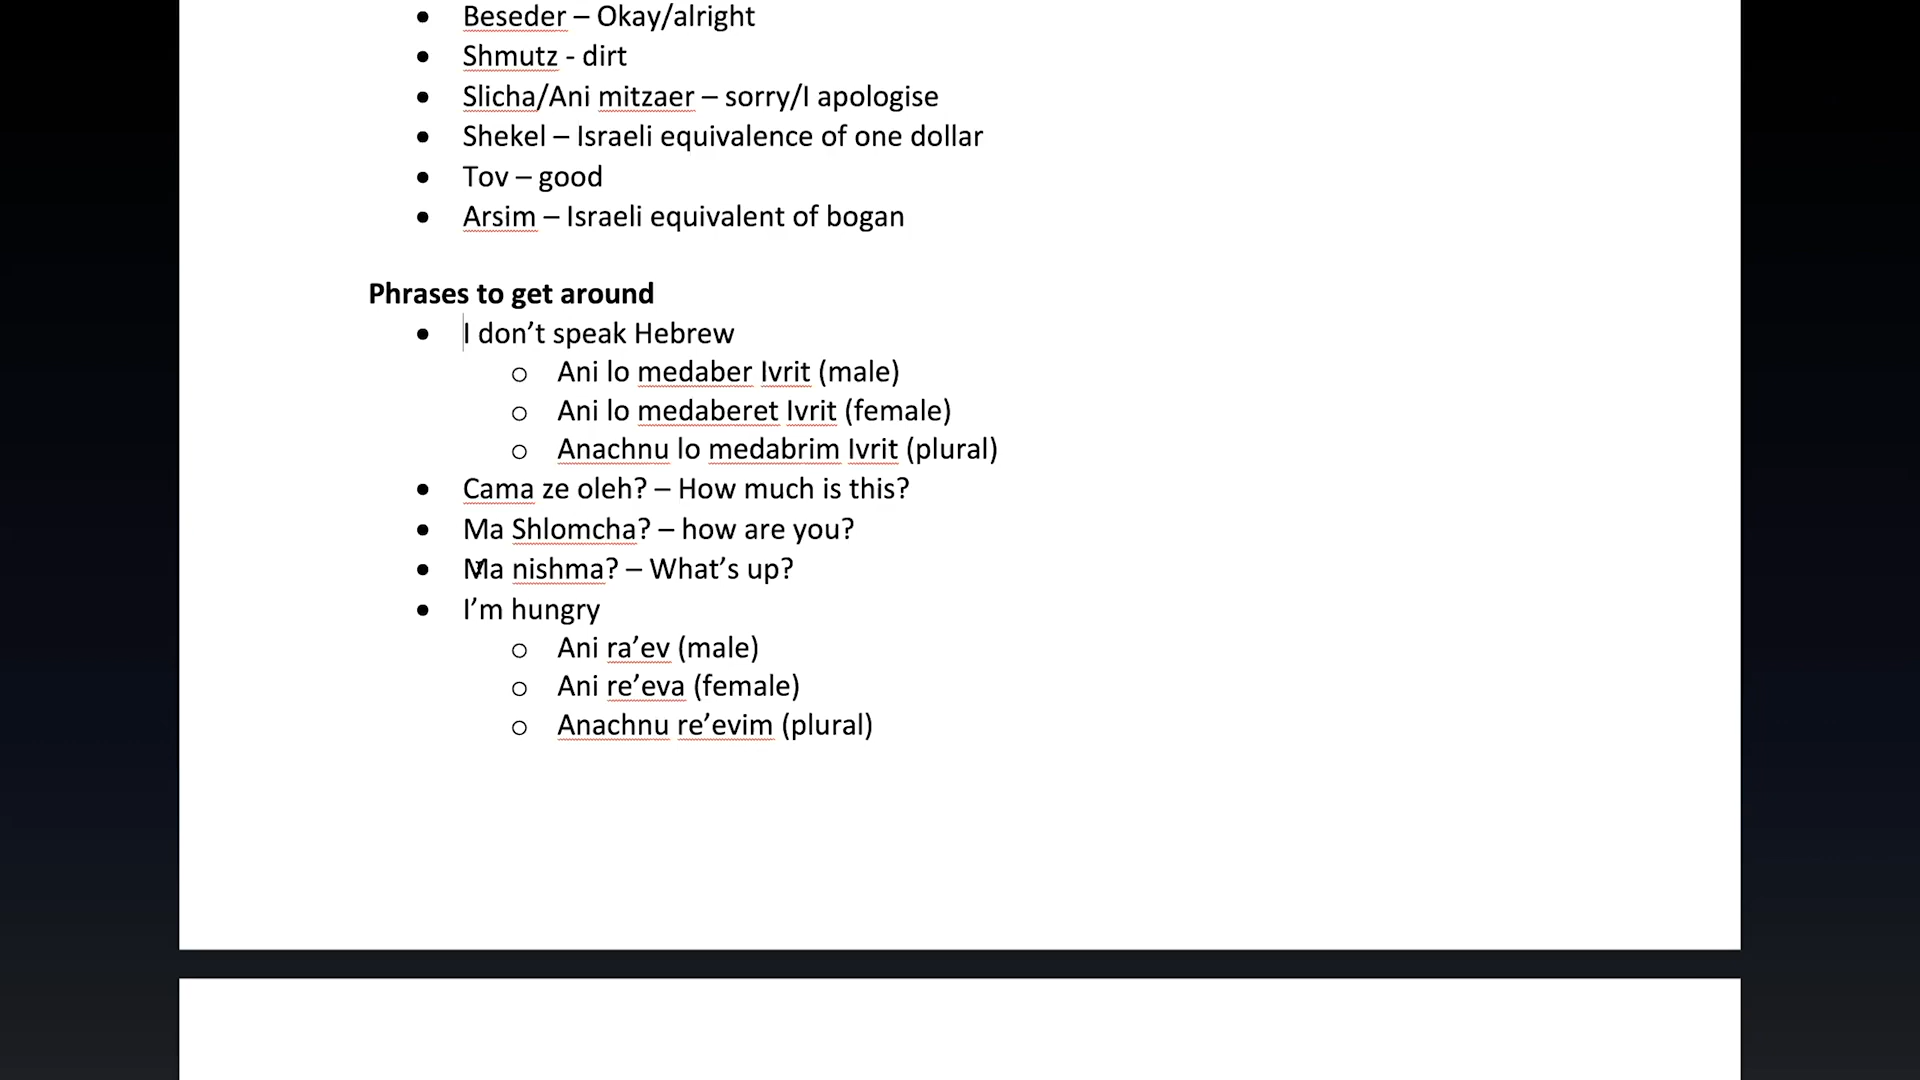 Beseder – Okay/alright
Shmutz - dirt
Slicha/Ani mitzaer – sorry/I apologise
Shekel – Israeli equivalence of one dollar
Tov – good
Arsim – Israeli equivalent of bogan
Phrases to get around
I don’t speak Hebrew
Ani lo medaber Ivrit (male)
Ani lo medaberet Ivrit (female)
Anachnu lo medabrim Ivrit (plural)
Cama ze oleh? – How much is this?
Ma Shlomcha? – how are you?
Ma nishma? – What’s up?
I’m hungry
Ani ra’ev (male)
Ani re’eva (female)
Anachnu re’evim (plural)